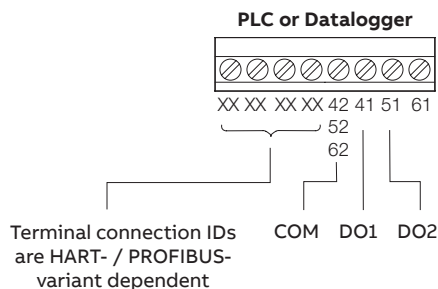 PLC or Datalogger
XX XX XX XX 42 41 51 61
52
62
Terminal connection IDs
are HART- / PROFIBUS-
variant dependent
COM DO1 DO2